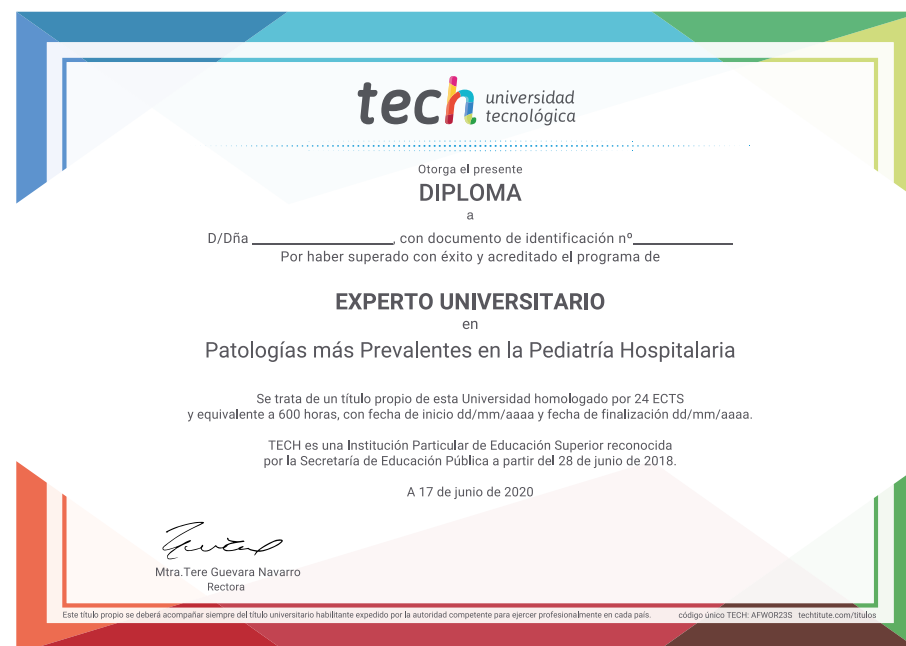 tech universidad
tecnológica
Otorga el presente
DIPLOMA
a
D/Dña ________________, con documento de identificación nº____________
Por haber superado con éxito y acreditado el programa de
EXPERTO UNIVERSITARIO
en
Patologías más Prevalentes en la Pediatría Hospitalaria
Se trata de un título propio de esta Universidad homologado por 24 ECTS
y equivalente a 600 horas, con fecha de inicio dd/mm/aaaa y fecha de finalización dd/mm/aaaa.
TECH es una Institución Particular de Educación Superior reconocida
por la Secretaría de Educación Pública a partir del 28 de junio de 2018.
A 17 de junio de 2020
Mtra.Tere Guevara Navarro
Rectora
Este título propio se deberá acompañar siempre del título universitario habilitante expedido por la autoridad competente para ejercer profesionalmente en cada país. código único TECH: AFWOR23S techtitute.com/titulos